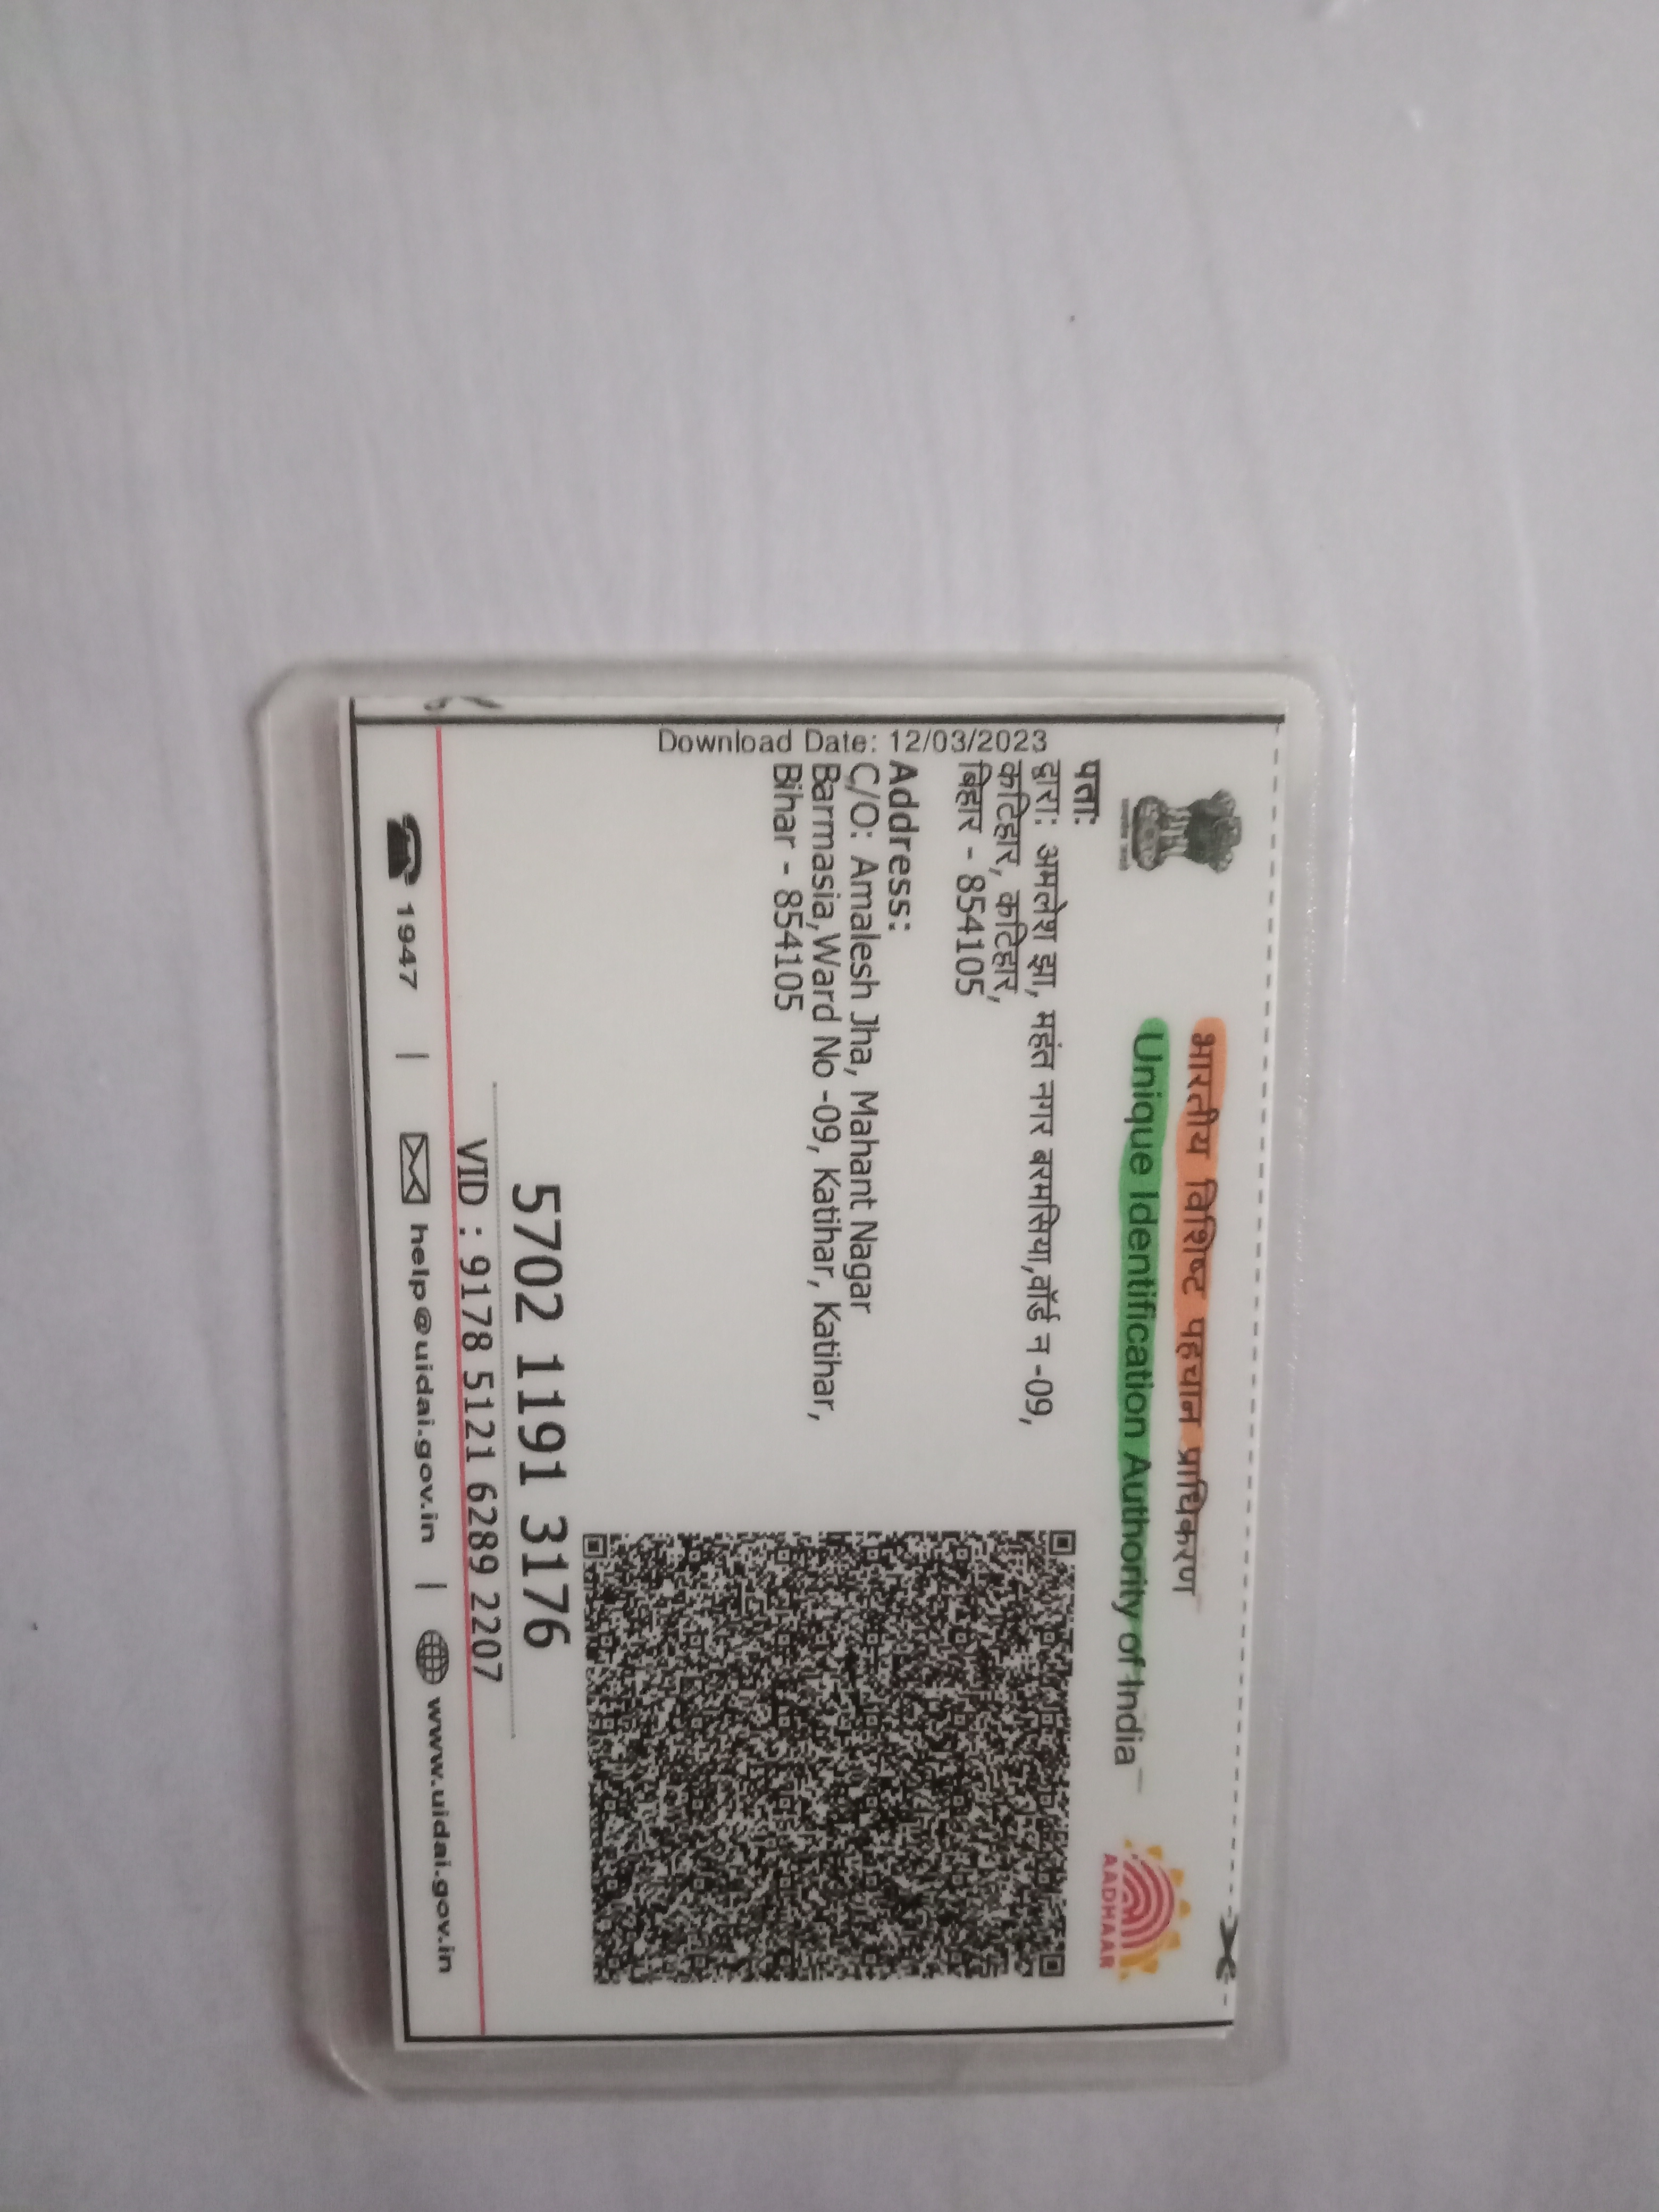 भारतीय विशिष्ट पहचान प्राधिकरण
Unique Identification Authority of India
AADHAAR
Download Date: 12/03/2023
पता:
द्वारा: अमलेश झा, महंत नगर बरमसिया,वॉर्ड न -09,
कटिहार, कटिहार,
बिहार - 854105
Address:
C/O: Amalesh Jha, Mahant Nagar
Barmasia,Ward No -09, Katihar, Katihar,
Bihar - 854105
5702 1191 3176
VID : 9178 5121 6289 2207
1947 | help@uidai.gov.in | www.uidai.gov.in